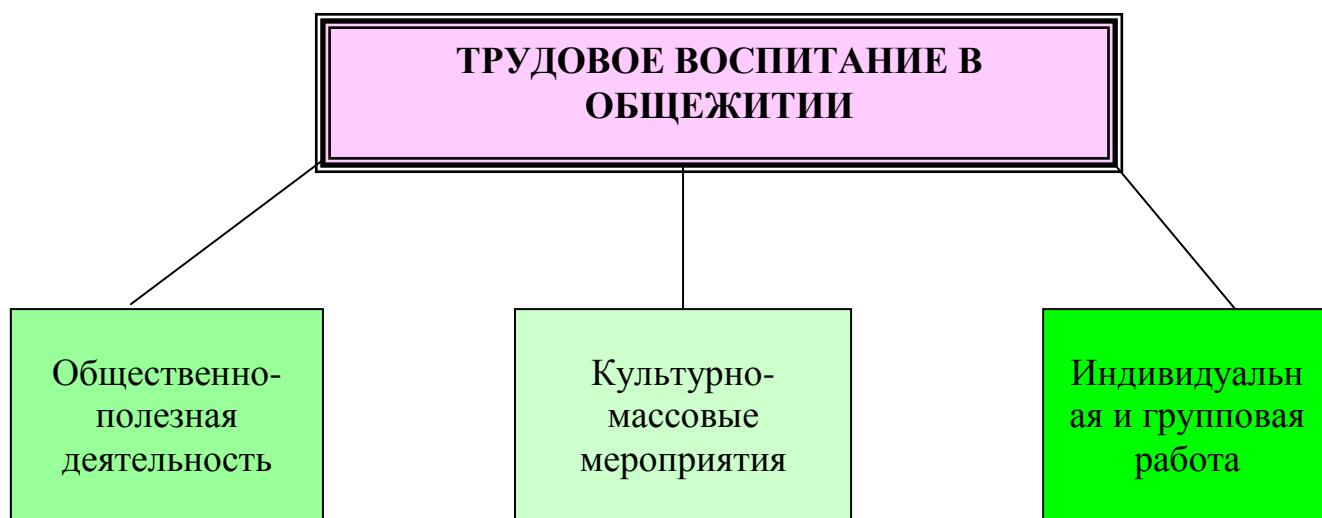 ТРУДОВОЕ ВОСПИТАНИЕ В
ОБЩЕЖИТИИ
Общественно-
полезная
деятельность
Культурно-
массовые
мероприятия
Индивидуальн
ая и групповая
работа